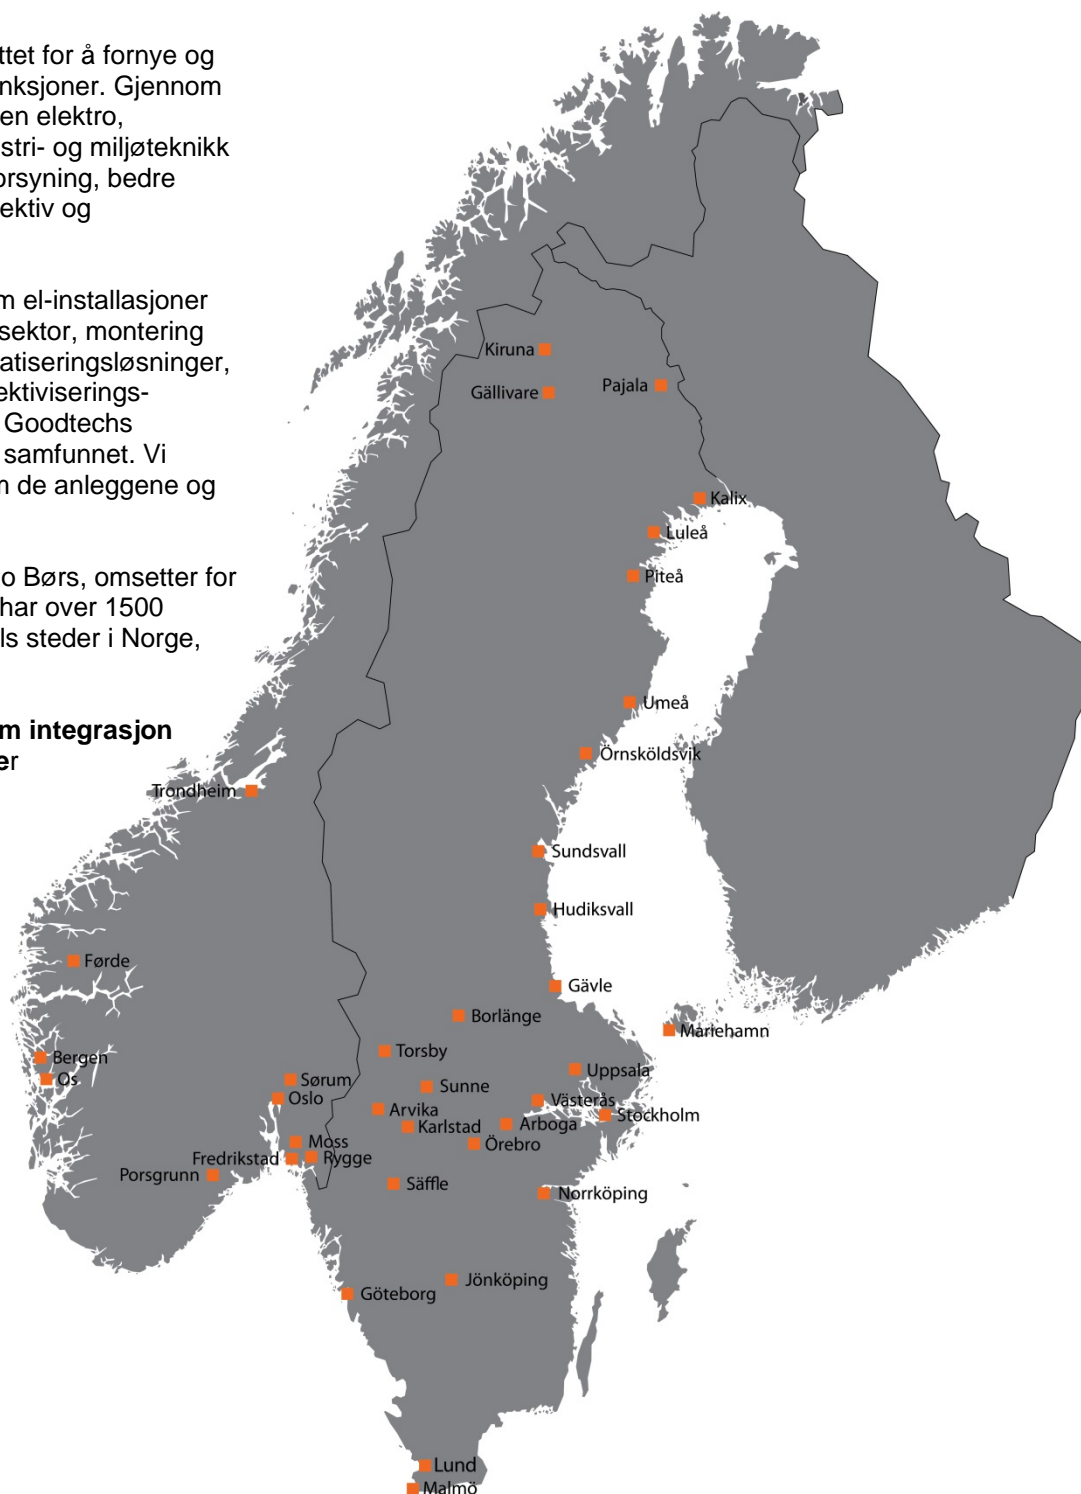 ttet for å fornye og
nksjoner. Gjennom
en elektro,
stri- og miljøteknikk
orsyning, bedre
ektiv og
m el-installasjoner
sektor, montering
atiseringsløsninger,
ektiviserings-
Goodtechs
samfunnet. Vi
m de anleggene og
o Børs, omsetter for
har over 1500
ls steder i Norge,
m integrasjon
er
Kiruna
Gällivare
Pajala
Kalix
Luleå
Piteå
Umeå
Örnsköldsvik
Trondheim
Sundsvall
Hudiksvall
Førde
Gävle
Borlänge
Mariehamn
Torsby
Bergen
Uppsala
Os
Sørum
Sunne
Oslo
Västerås
Arvika
Stockholm
Karlstad
Arboga
Moss
Örebro
Fredrikstad
Rygge
Porsgrunn
Säffle
Norrköping
Jönköping
Göteborg
Lund
Malmö